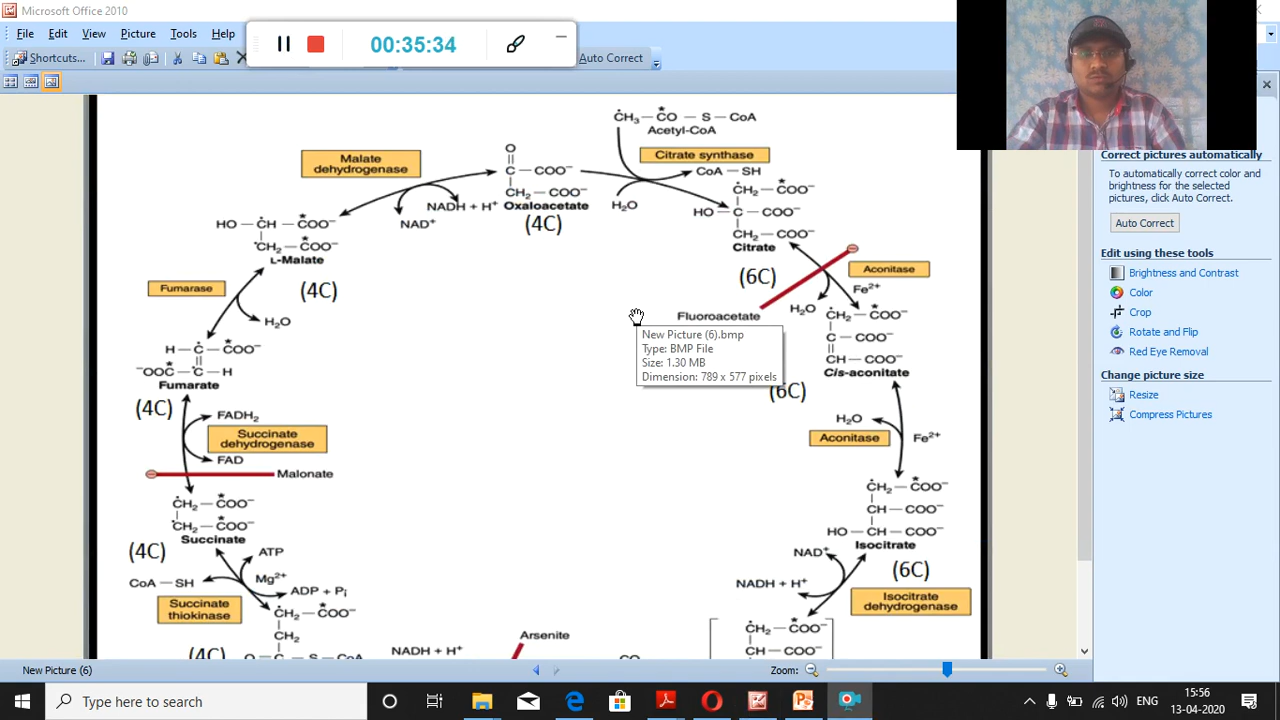 Microsoft Office 2010
File Edit View Picture Tools Help
00:35:34
Shortcuts...
Auto Correct
CH3 — CO — S — CoA
Acetyl-CoA
Malate
dehydrogenase
Citrate synthase
O
C — COO−
CH2 — COO−
Oxaloacetate
(4C)
CoA — SH
H2O
NADH + H+
NAD+
CH2 — COO−
HO — C — COO−
CH2 — COO−
Citrate
(6C)
HO — CH — COO−
CH2 — COO−
L-Malate
(4C)
Aconitase
Fe2+
H2O
Fluoroacetate
Fumarase
H2O
CH2 — COO−
C — COO−
CH — COO−
Cis-aconitate
(6C)
New Picture (6).bmp
Type: BMP File
Size: 1.30 MB
Dimension: 789 x 577 pixels
H — C — COO−
−OOC — C — H
Fumarate
(4C)
FADH2
Succinate
dehydrogenase
FAD
Malonate
H2O
Aconitase
Fe2+
CH2 — COO−
CH2 — COO−
Succinate
(4C)
CH2 — COO−
CH — COO−
HO — CH — COO−
Isocitrate
(6C)
ATP
CoA — SH
Mg2+
ADP + Pi
Succinate
thiokinase
NAD+
NADH + H+
Isocitrate
dehydrogenase
CH2 — COO−
CH2
(4C)
O C — S — CoA
NADH + H+
Arsenite
CH2 — COO−
CH — COO−
CO
Correct pictures automatically
To automatically correct color and
brightness for the selected
pictures, click Auto Correct.
Auto Correct
Edit using these tools
Brightness and Contrast
Color
Crop
Rotate and Flip
Red Eye Removal
Change picture size
Resize
Compress Pictures
New Picture (6)
Zoom:
Type here to search
ENG
15:56
13-04-2020